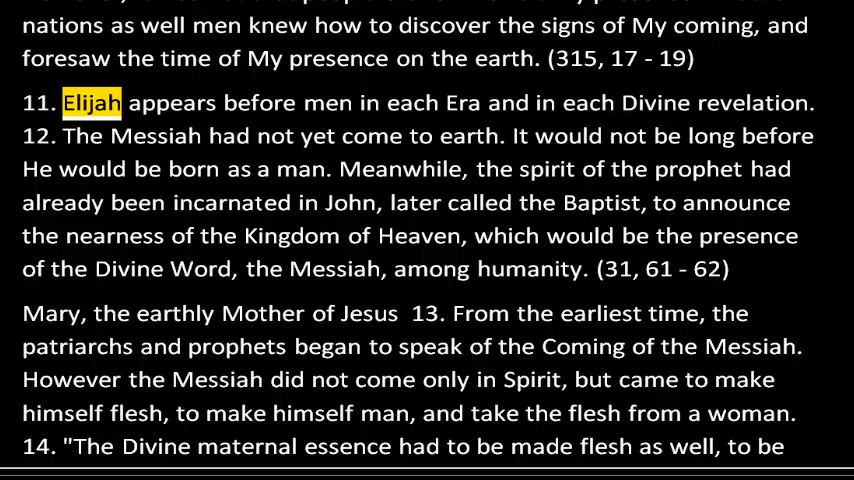 nations as well men knew how to discover the signs of My coming, and
foresaw the time of My presence on the earth. (315, 17 - 19)
11. Elijah appears before men in each Era and in each Divine revelation.
12. The Messiah had not yet come to earth. It would not be long before
He would be born as a man. Meanwhile, the spirit of the prophet had
already been incarnated in John, later called the Baptist, to announce
the nearness of the Kingdom of Heaven, which would be the presence
of the Divine Word, the Messiah, among humanity. (31, 61 - 62)
Mary, the earthly Mother of Jesus 13. From the earliest time, the
patriarchs and prophets began to speak of the Coming of the Messiah.
However the Messiah did not come only in Spirit, but came to make
himself flesh, to make himself man, and take the flesh from a woman.
14. "The Divine maternal essence had to be made flesh as well, to be